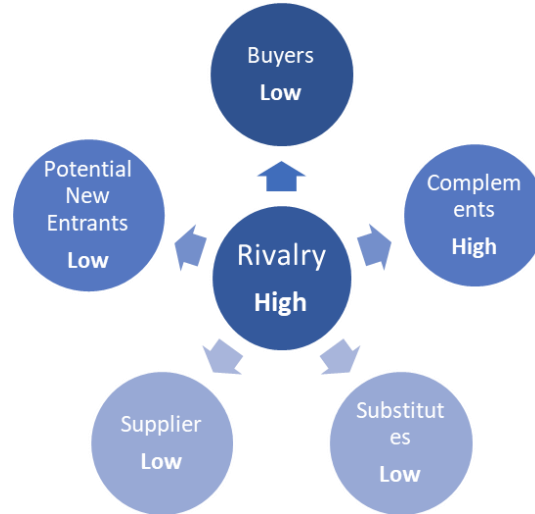 Buyers
Low
Potential
New
Entrants
Low
Complem
ents
High
Rivalry
High
Supplier
Low
Substitut
es
Low